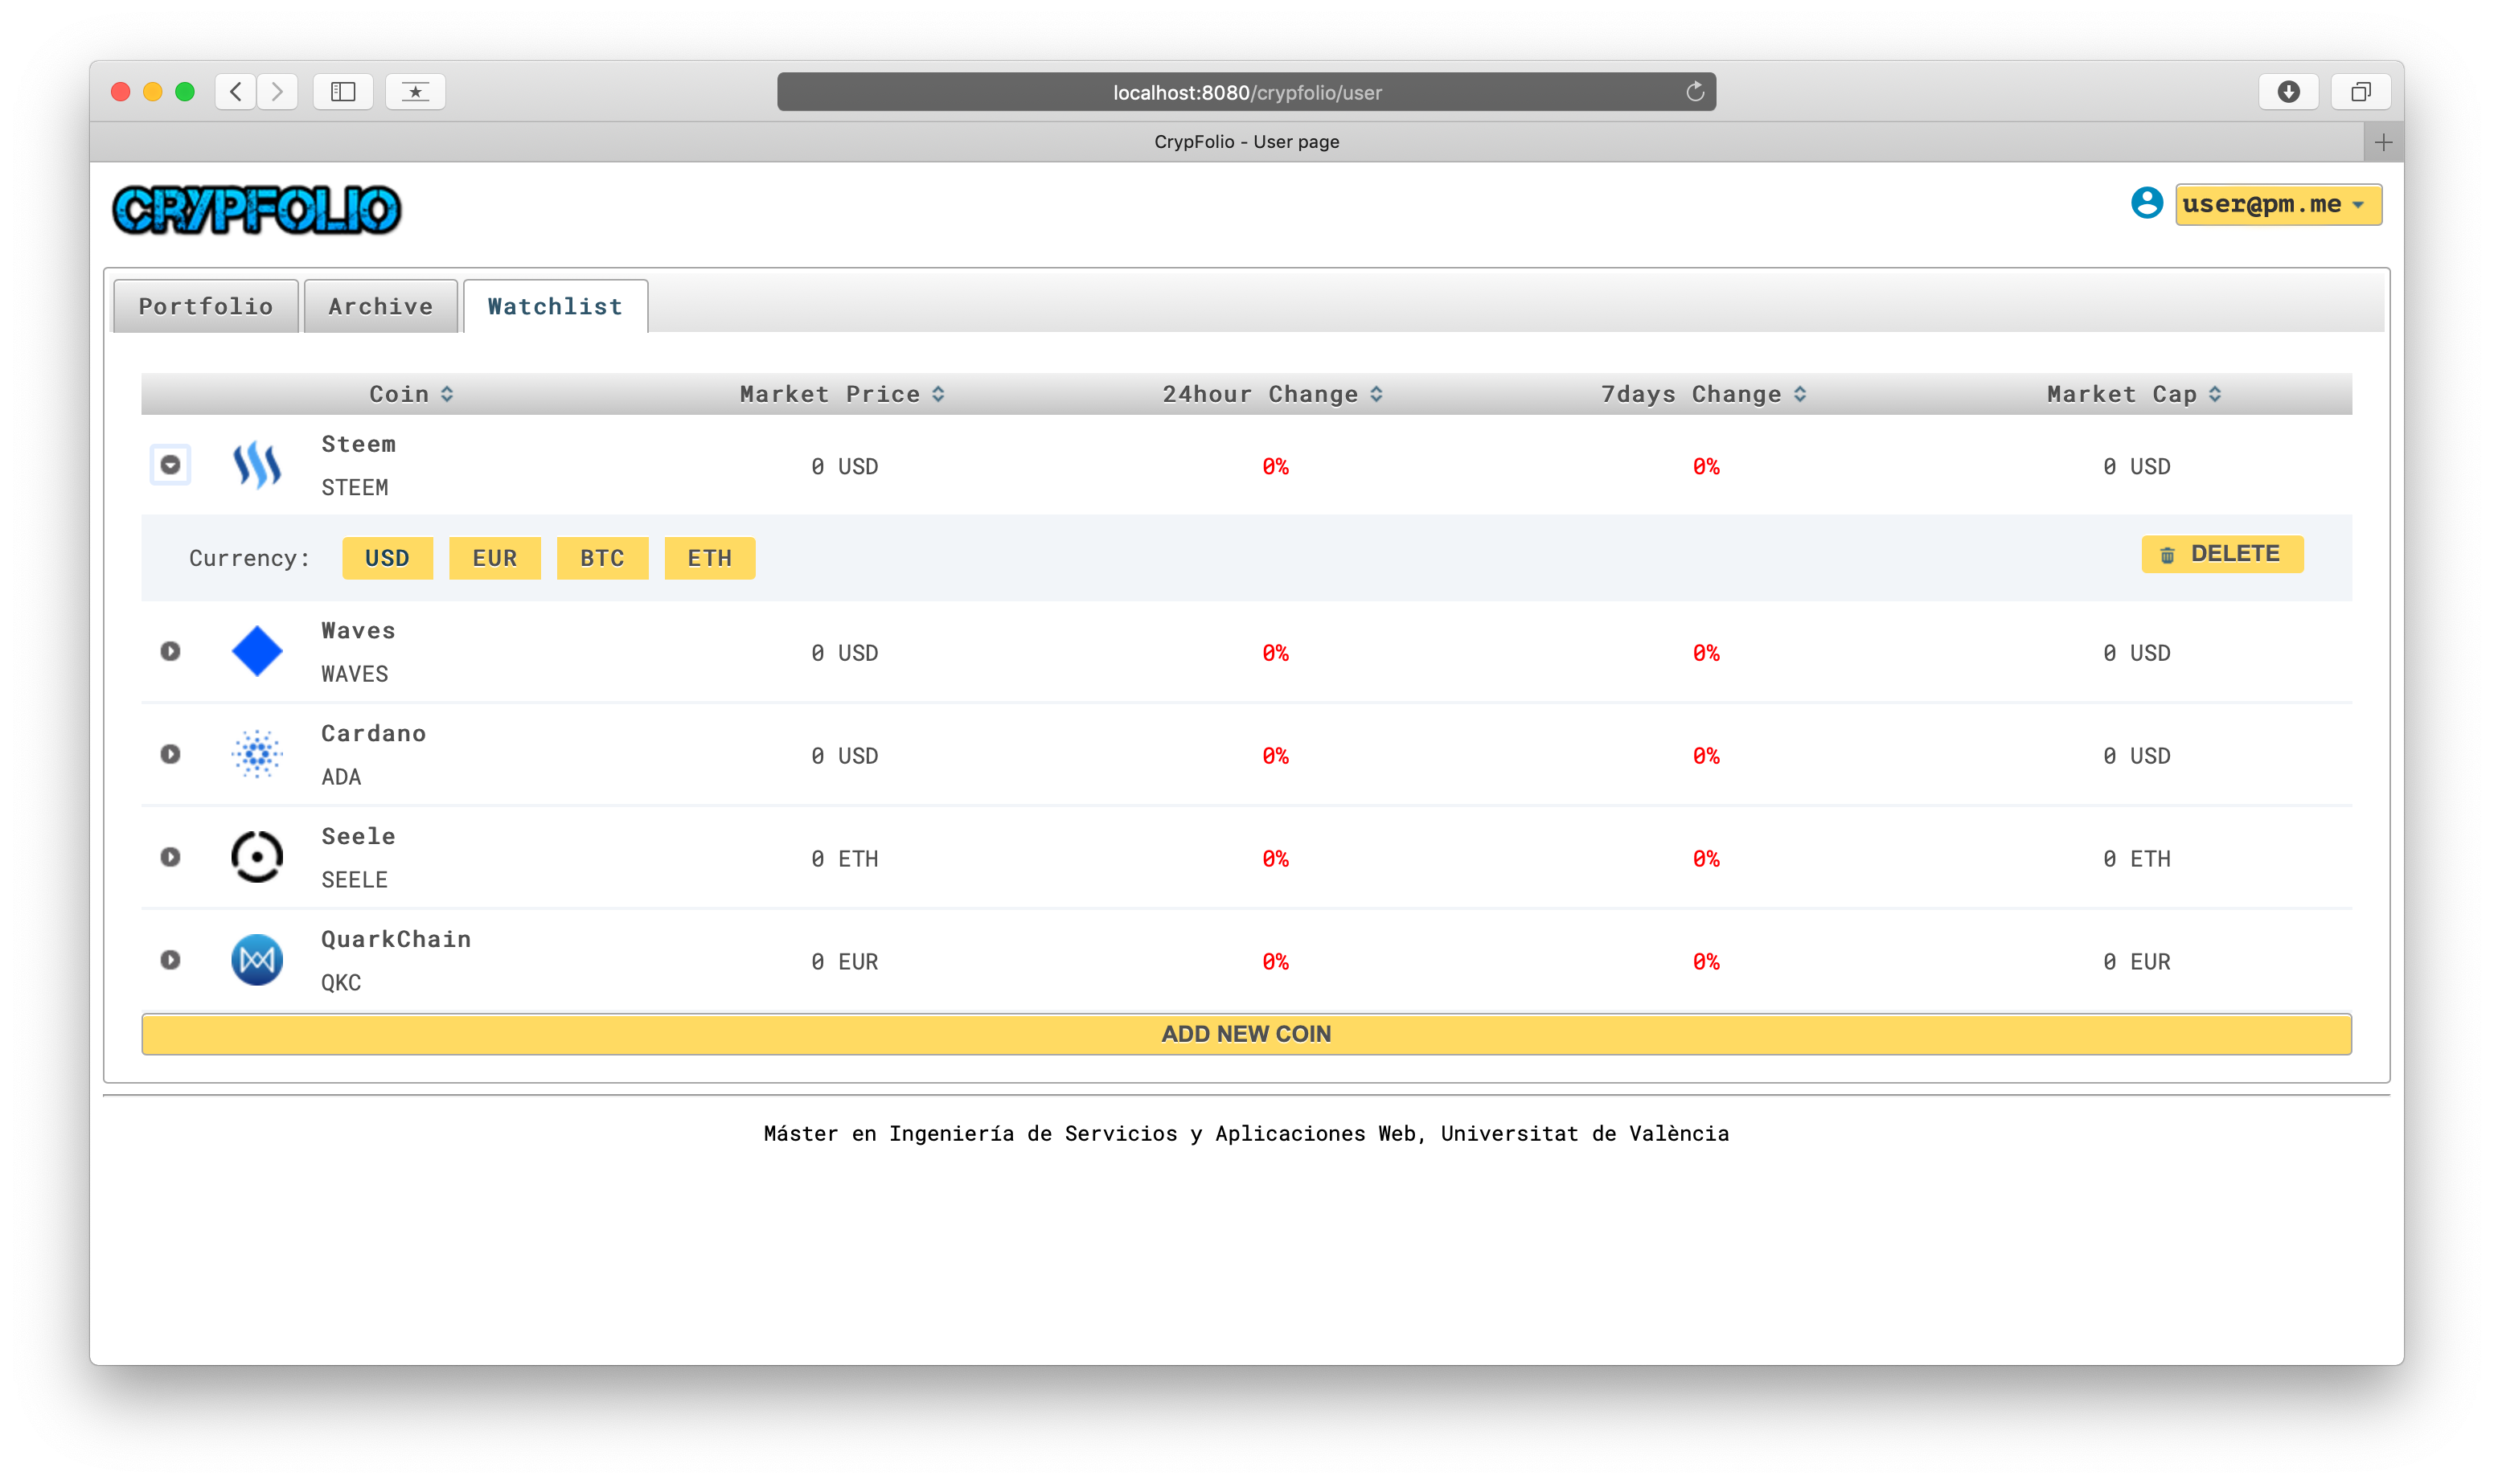 localhost:8080/crypfolio/user
CrypFolio - User page
CRYPFOLIO
user@pm.me
Portfolio Archive Watchlist
Coin Market Price 24hour Change 7days Change Market Cap
Steem
STEEM
0 USD 0% 0% 0 USD
Currency: USD EUR BTC ETH DELETE
Waves
WAVES
0 USD 0% 0% 0 USD
Cardano
ADA
0 USD 0% 0% 0 USD
Seele
SEELE
0 ETH 0% 0% 0 ETH
QuarkChain
QKC
0 EUR 0% 0% 0 EUR
ADD NEW COIN
Máster en Ingeniería de Servicios y Aplicaciones Web, Universitat de València